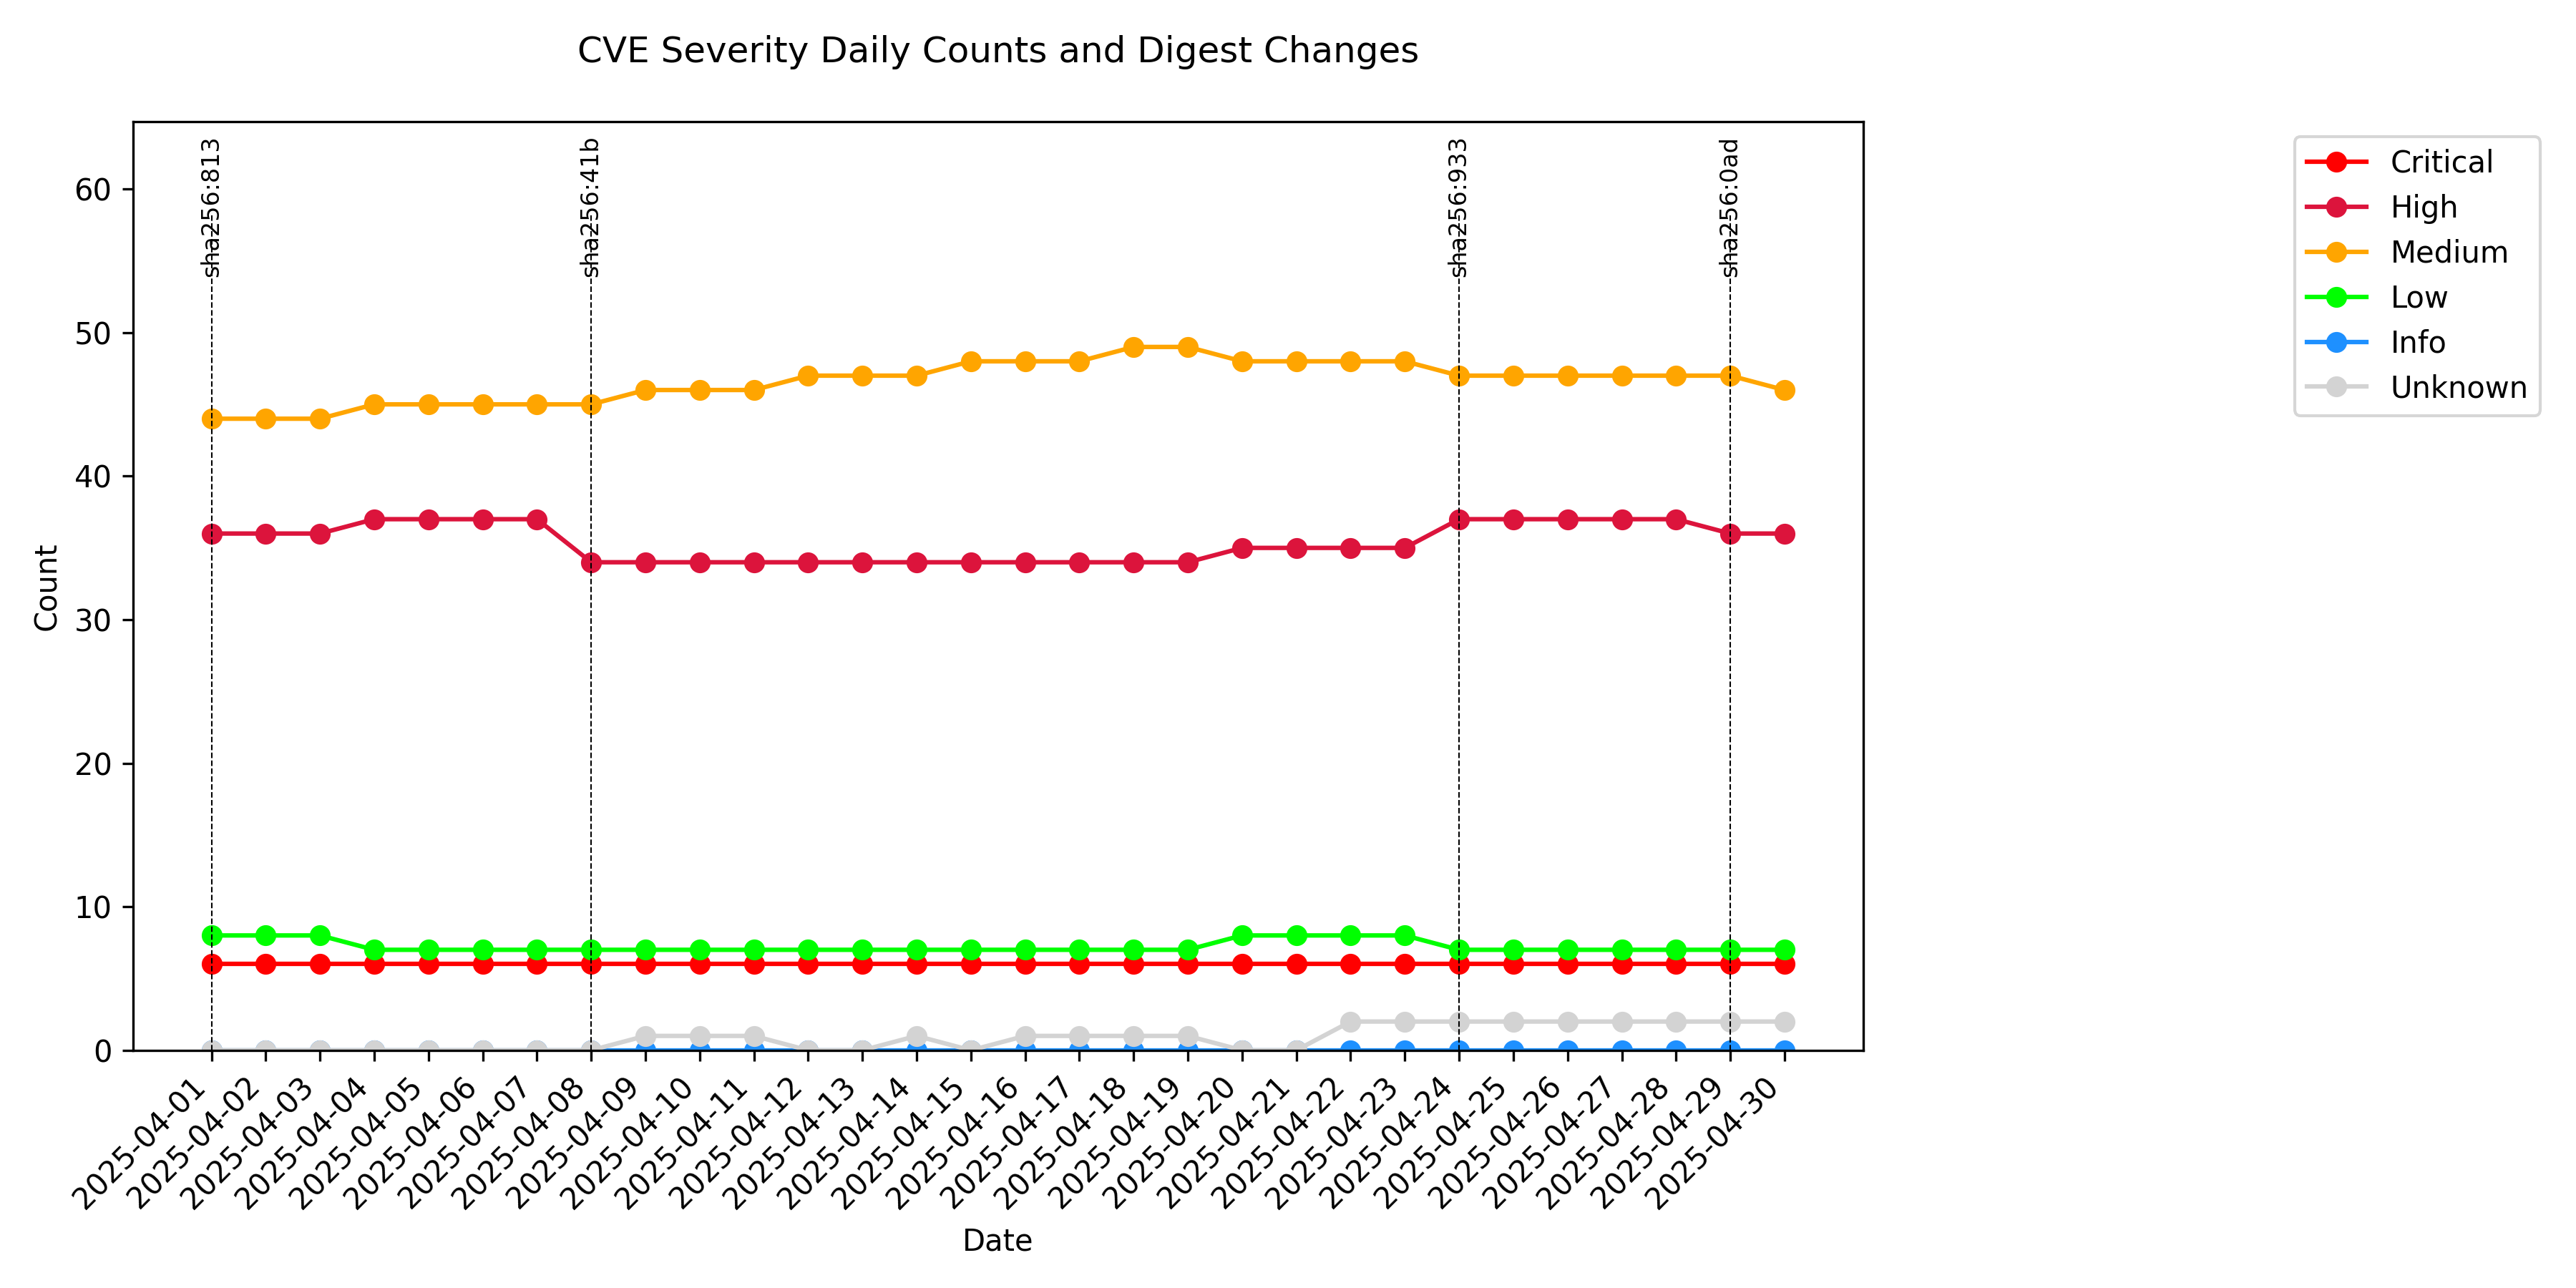 CVE Severity Daily Counts and Digest Changes
sha256:813
sha256:41b
sha256:933
sha256:0ad
Critical
High
Medium
Low
Info
Unknown
60
50
40
30
20
10
0
Count
2025-04-01
2025-04-02
2025-04-03
2025-04-04
2025-04-05
2025-04-06
2025-04-07
2025-04-08
2025-04-09
2025-04-10
2025-04-11
2025-04-12
2025-04-13
2025-04-14
2025-04-15
2025-04-16
2025-04-17
2025-04-18
2025-04-19
2025-04-20
2025-04-21
2025-04-22
2025-04-23
2025-04-24
2025-04-25
2025-04-26
2025-04-27
2025-04-28
2025-04-29
2025-04-30
Date